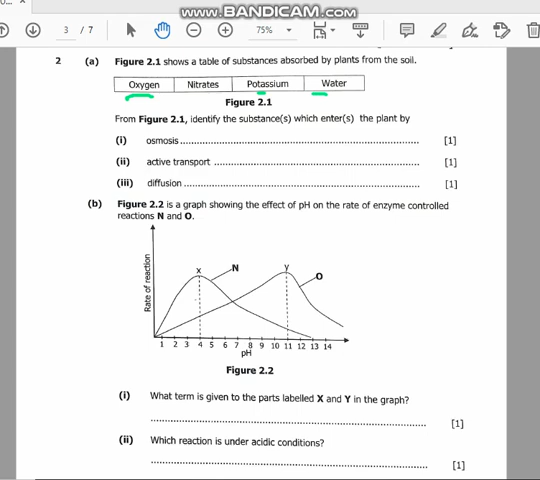 www.BANDICAM.com
3 / 7
75%
2 (a) Figure 2.1 shows a table of substances absorbed by plants from the soil.
Oxygen Nitrates Potassium Water
Figure 2.1
From Figure 2.1, identify the substance(s) which enter(s) the plant by
(i) osmosis [1]
(ii) active transport [1]
(iii) diffusion [1]
(b) Figure 2.2 is a graph showing the effect of pH on the rate of enzyme controlled
reactions N and O.
X N Y O
Rate of reaction
1 2 3 4 5 6 7 8 9 10 11 12 13 14
pH
Figure 2.2
(i) What term is given to the parts labelled X and Y in the graph?
[1]
(ii) Which reaction is under acidic conditions?
[1]